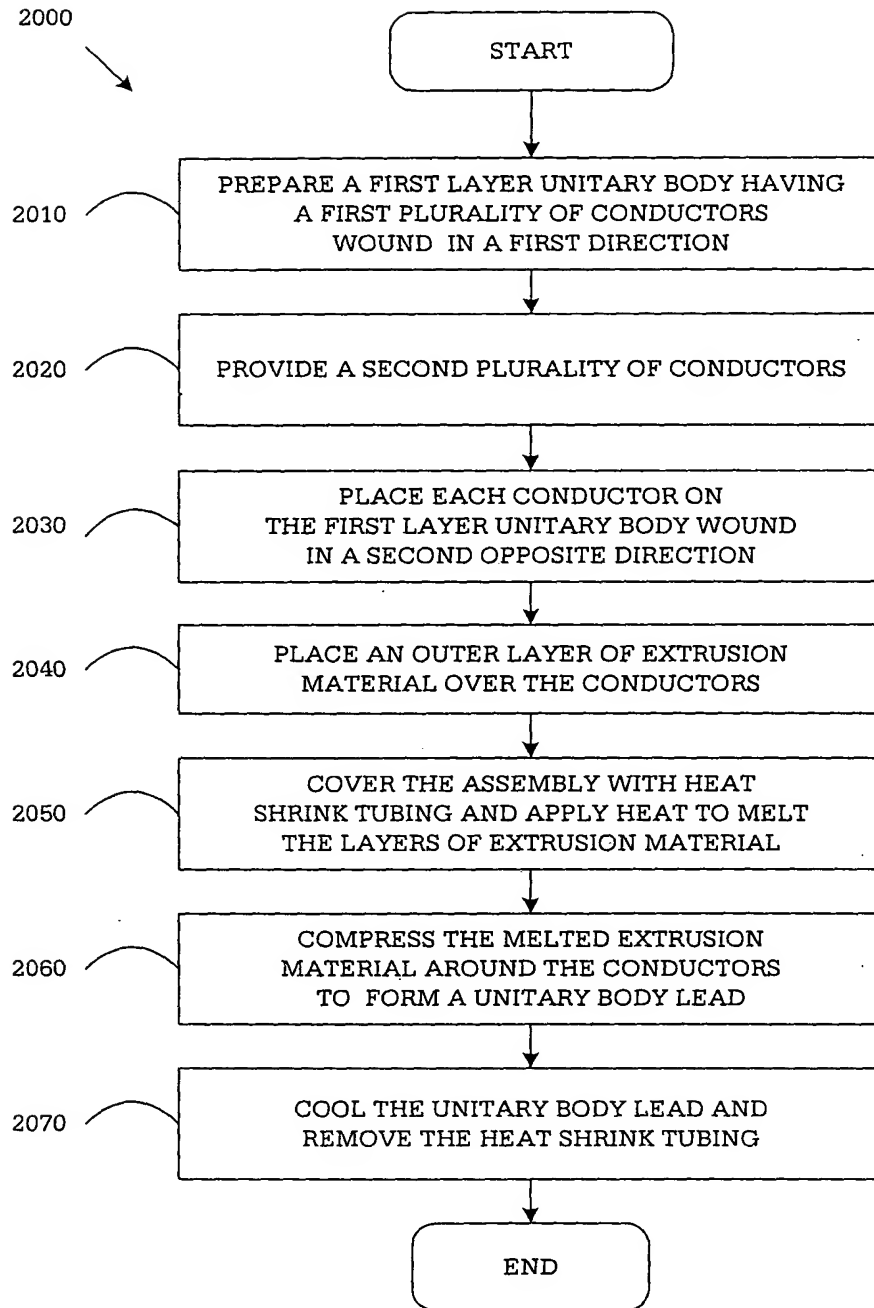 2000
START
2010
PREPARE A FIRST LAYER UNITARY BODY HAVING
A FIRST PLURALITY OF CONDUCTORS
WOUND IN A FIRST DIRECTION
2020
PROVIDE A SECOND PLURALITY OF CONDUCTORS
2030
PLACE EACH CONDUCTOR ON
THE FIRST LAYER UNITARY BODY WOUND
IN A SECOND OPPOSITE DIRECTION
2040
PLACE AN OUTER LAYER OF EXTRUSION
MATERIAL OVER THE CONDUCTORS
2050
COVER THE ASSEMBLY WITH HEAT
SHRINK TUBING AND APPLY HEAT TO MELT
THE LAYERS OF EXTRUSION MATERIAL
2060
COMPRESS THE MELTED EXTRUSION
MATERIAL AROUND THE CONDUCTORS
TO FORM A UNITARY BODY LEAD
2070
COOL THE UNITARY BODY LEAD AND
REMOVE THE HEAT SHRINK TUBING
END